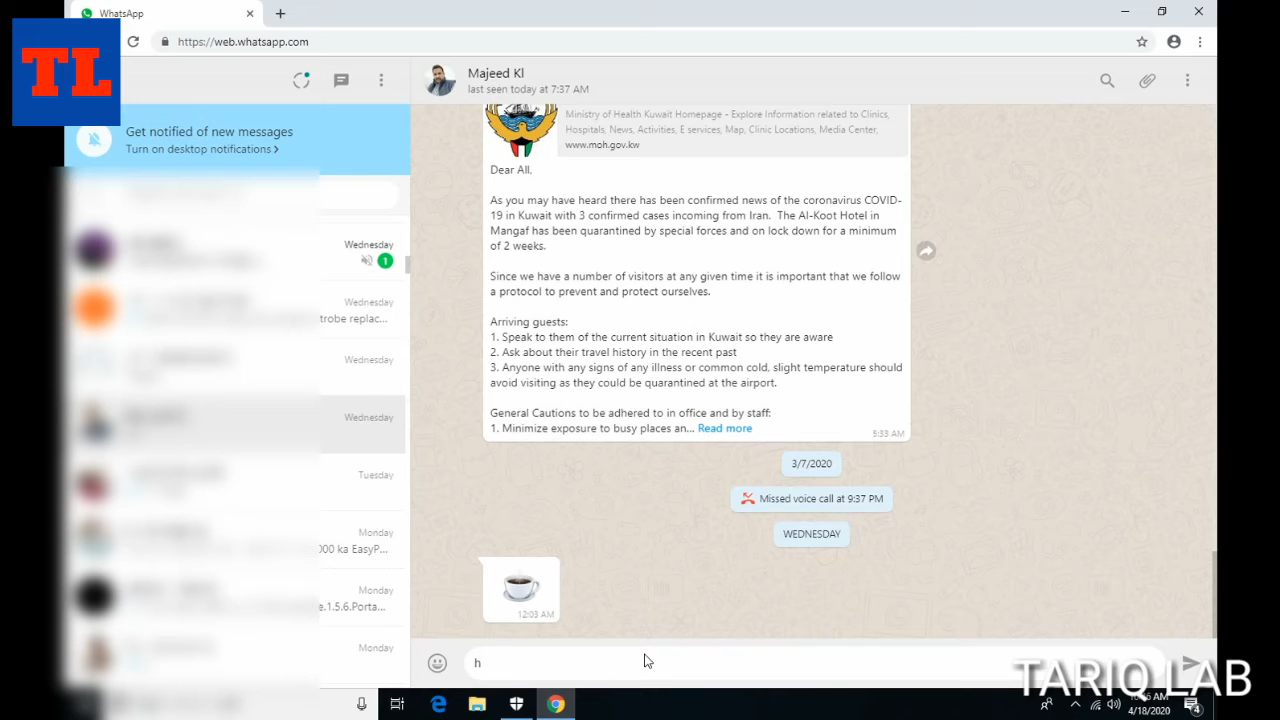 WhatsApp
https://web.whatsapp.com
TL
Majeed Kl
last seen today at 7:37 AM
Get notified of new messages
Turn on desktop notifications >
Ministry of Health Kuwait Homepage - Explore Information related to Clinics,
Hospitals, News, Activities, E services, Map, Clinic Locations, Media Center,
www.moh.gov.kw
Dear All,
As you may have heard there has been confirmed news of the coronavirus COVID-
19 in Kuwait with 3 confirmed cases incoming from Iran. The Al-Koot Hotel in
Mangaf has been quarantined by special forces and on lock down for a minimum
of 2 weeks.
Since we have a number of visitors at any given time it is important that we follow
a protocol to prevent and protect ourselves.
Arriving guests:
1. Speak to them of the current situation in Kuwait so they are aware
2. Ask about their travel history in the recent past
3. Anyone with any signs of any illness or common cold, slight temperature should
avoid visiting as they could be quarantined at the airport.
General Cautions to be adhered to in office and by staff:
1. Minimize exposure to busy places an... Read more
5:33 AM
3/7/2020
Missed voice call at 9:37 PM
WEDNESDAY
12:03 AM
h
Wednesday
1
Wednesday
trobe replac...
Wednesday
Wednesday
Tuesday
Monday
000 ka EasyP...
Monday
e.1.5.6.Porta...
Monday
TARIQ LAB
4/18/2020
4